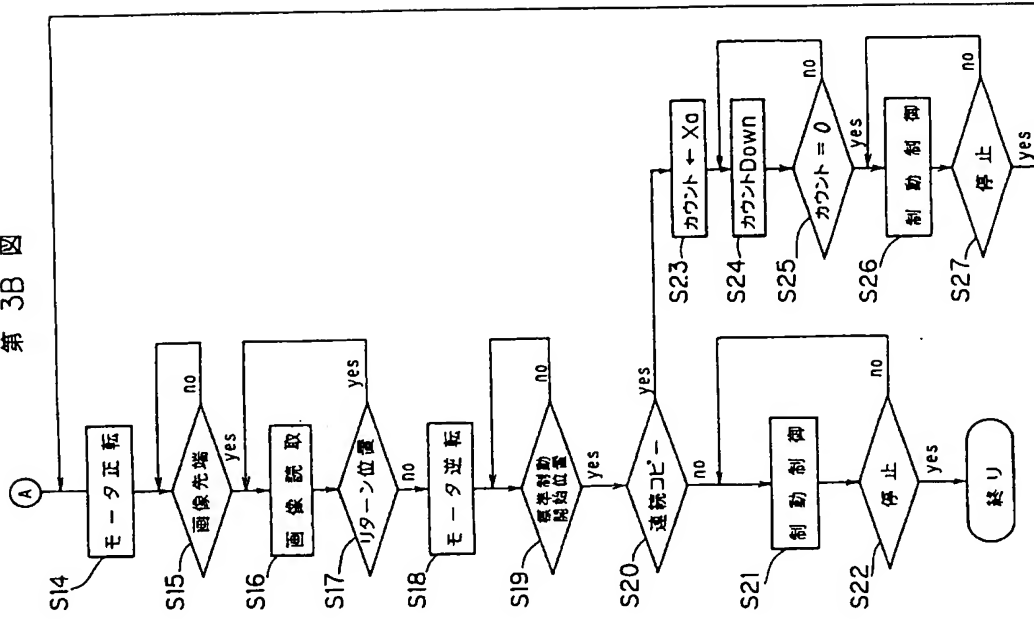 第 3B 図
A
S14
モータ正転
S15
画像先端
no
yes
S16
画像読取
S17
リターン位置
yes
no
S18
モータ逆転
S19
標準制動
開始位置
no
yes
S20
連続コピー
yes
no
S21
制動制御
S22
停止
no
yes
終リ
S23
カウント ← Xa
S24
カウントDown
S25
カウント = 0
no
yes
S26
制動制御
S27
停止
no
yes